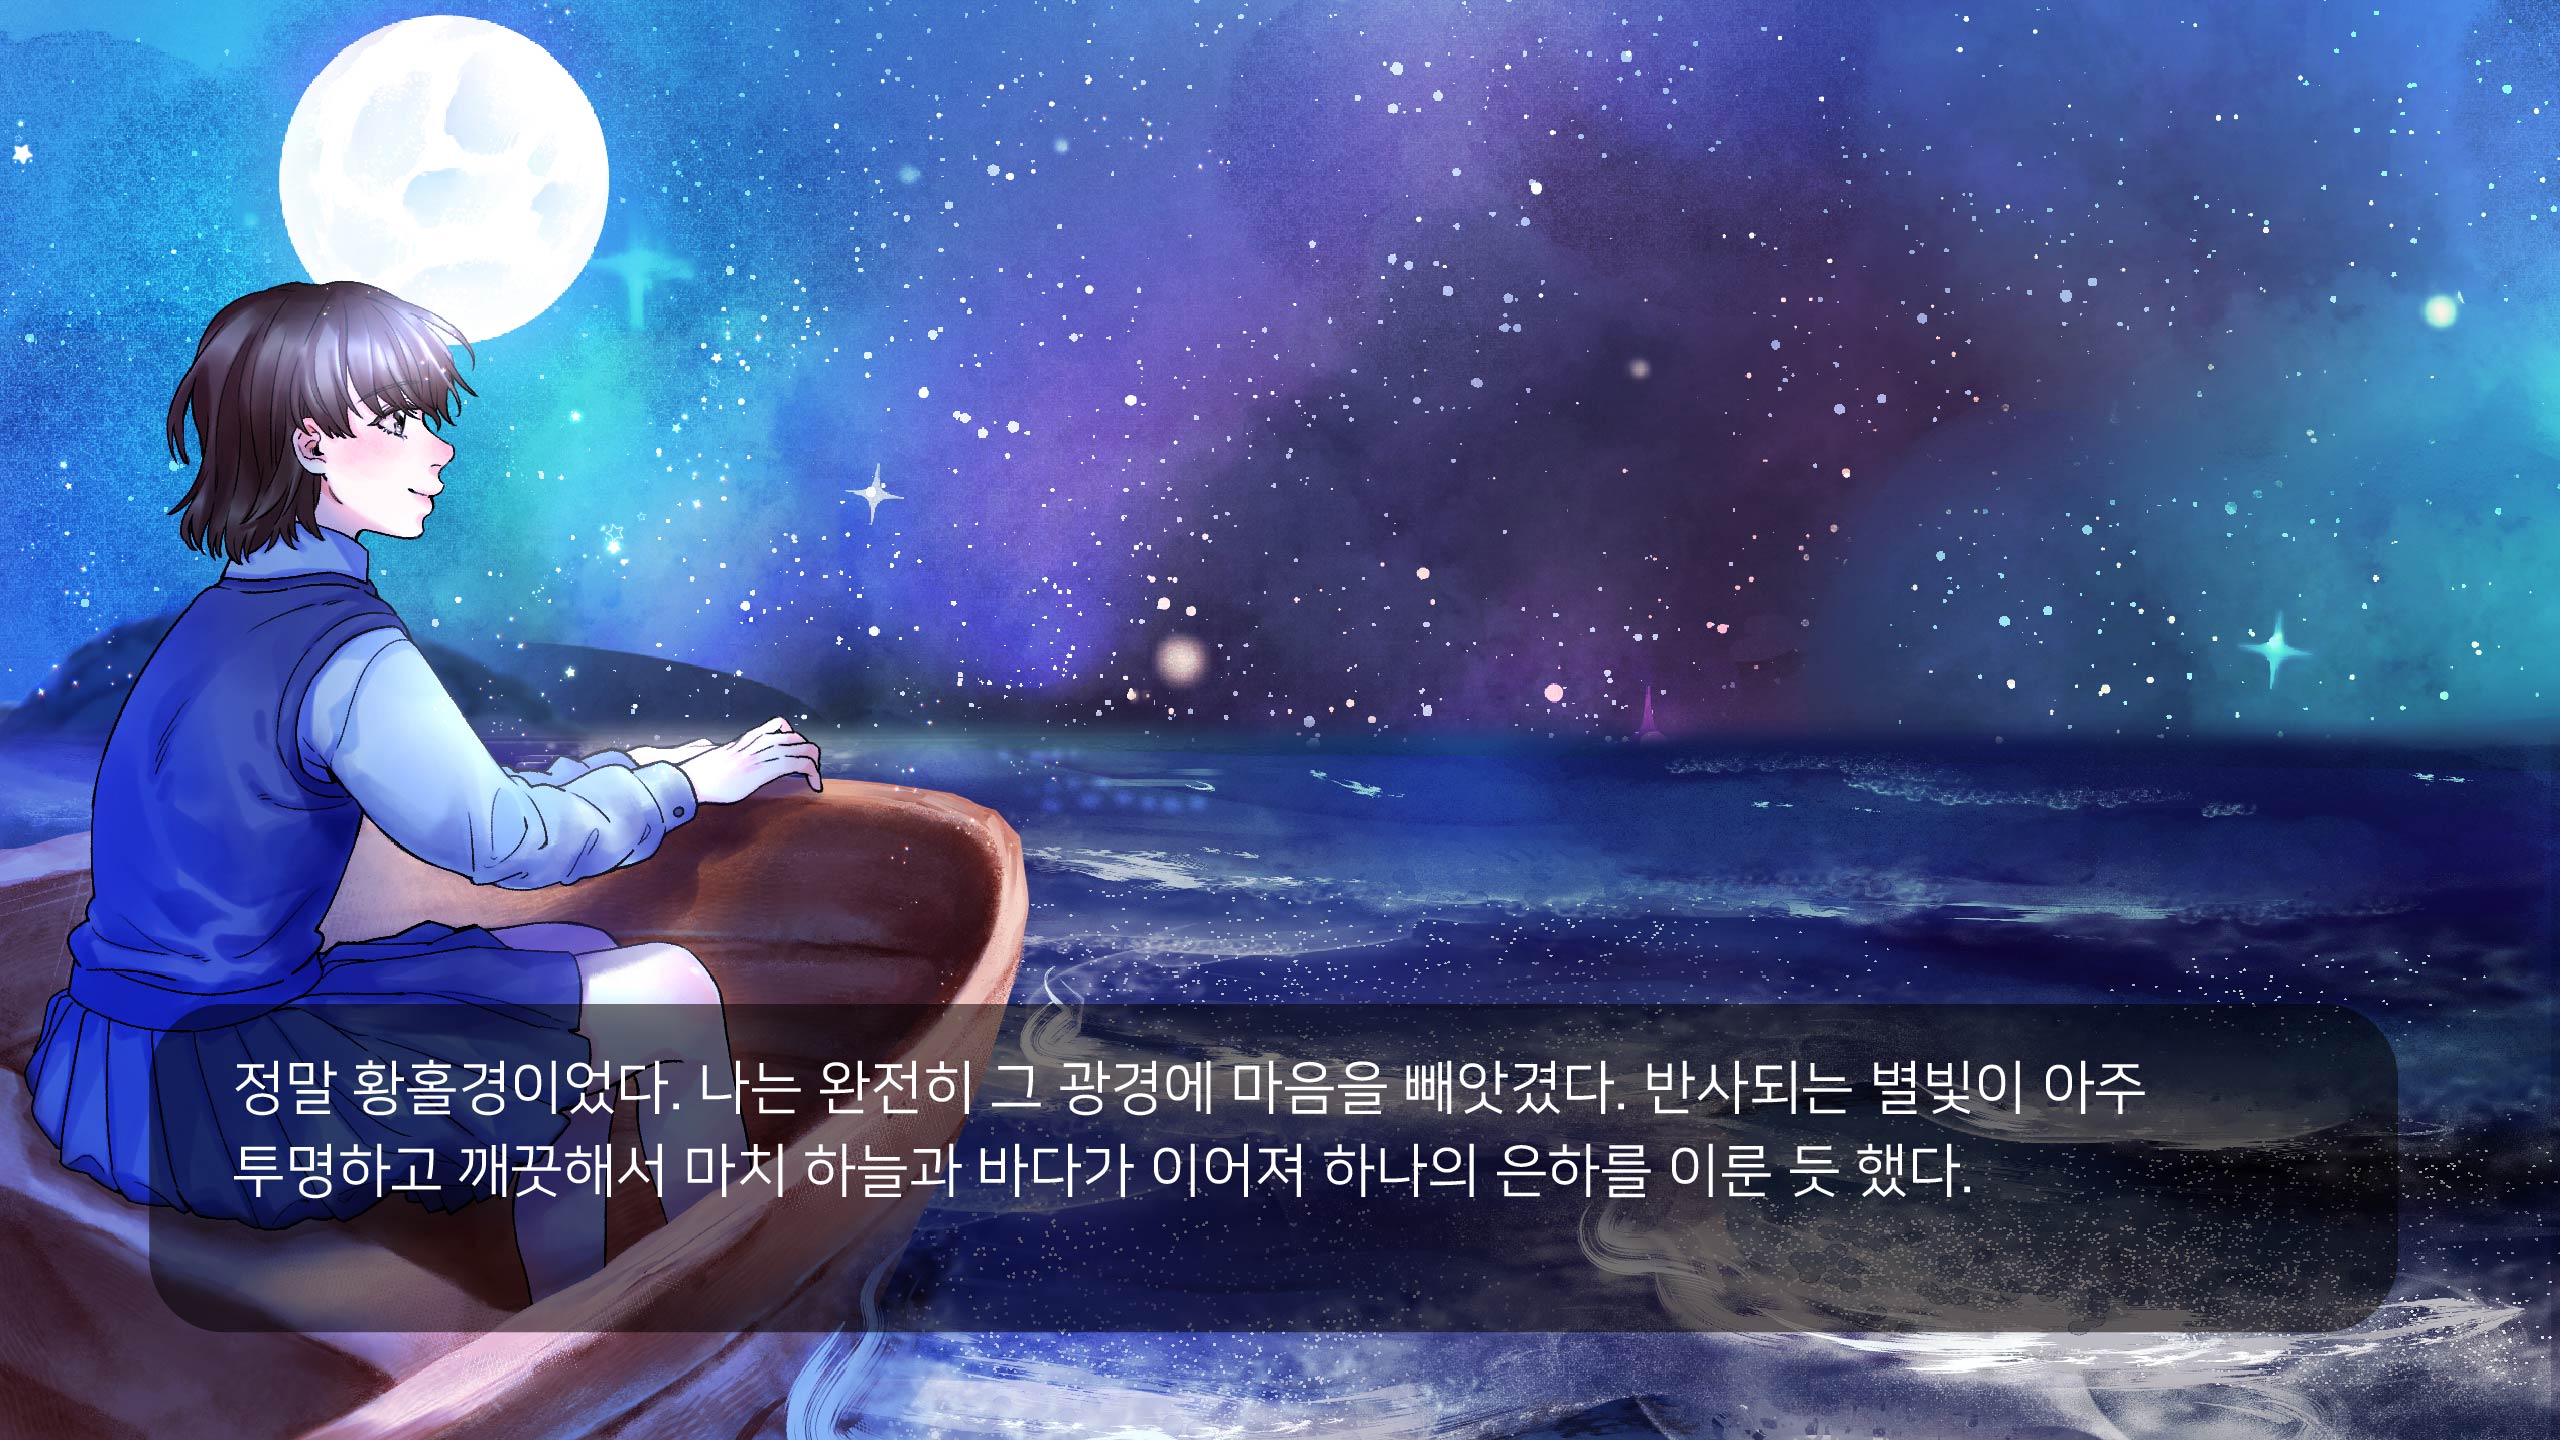 정말 황홀경이었다. 나는 완전히 그 광경에 마음을 빼앗겼다. 반사되는 별빛이 아주
투명하고 깨끗해서 마치 하늘과 바다가 이어져 하나의 은하를 이룬 듯 했다.